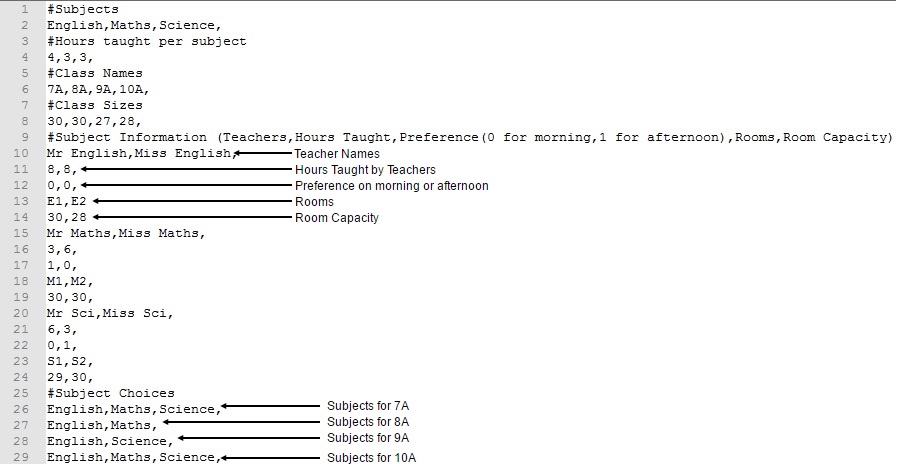 1 #Subjects
2 English,Maths,Science,
3 #Hours taught per subject
4 4,3,3,
5 #Class Names
6 7A,8A,9A,10A,
7 #Class Sizes
8 30,30,27,28,
9 #Subject Information (Teachers,Hours Taught,Preference(0 for morning,1 for afternoon),Rooms,Room Capacity)
10 Mr English,Miss English, Teacher Names
11 8,8, Hours Taught by Teachers
12 0,0, Preference on morning or afternoon
13 E1,E2 Rooms
14 30,28 Room Capacity
15 Mr Maths,Miss Maths,
16 3,6,
17 1,0,
18 M1,M2,
19 30,30,
20 Mr Sci,Miss Sci,
21 6,3,
22 0,1,
23 S1,S2,
24 29,30,
25 #Subject Choices
26 English,Maths,Science, Subjects for 7A
27 English,Maths, Subjects for 8A
28 English,Science, Subjects for 9A
29 English,Maths,Science, Subjects for 10A